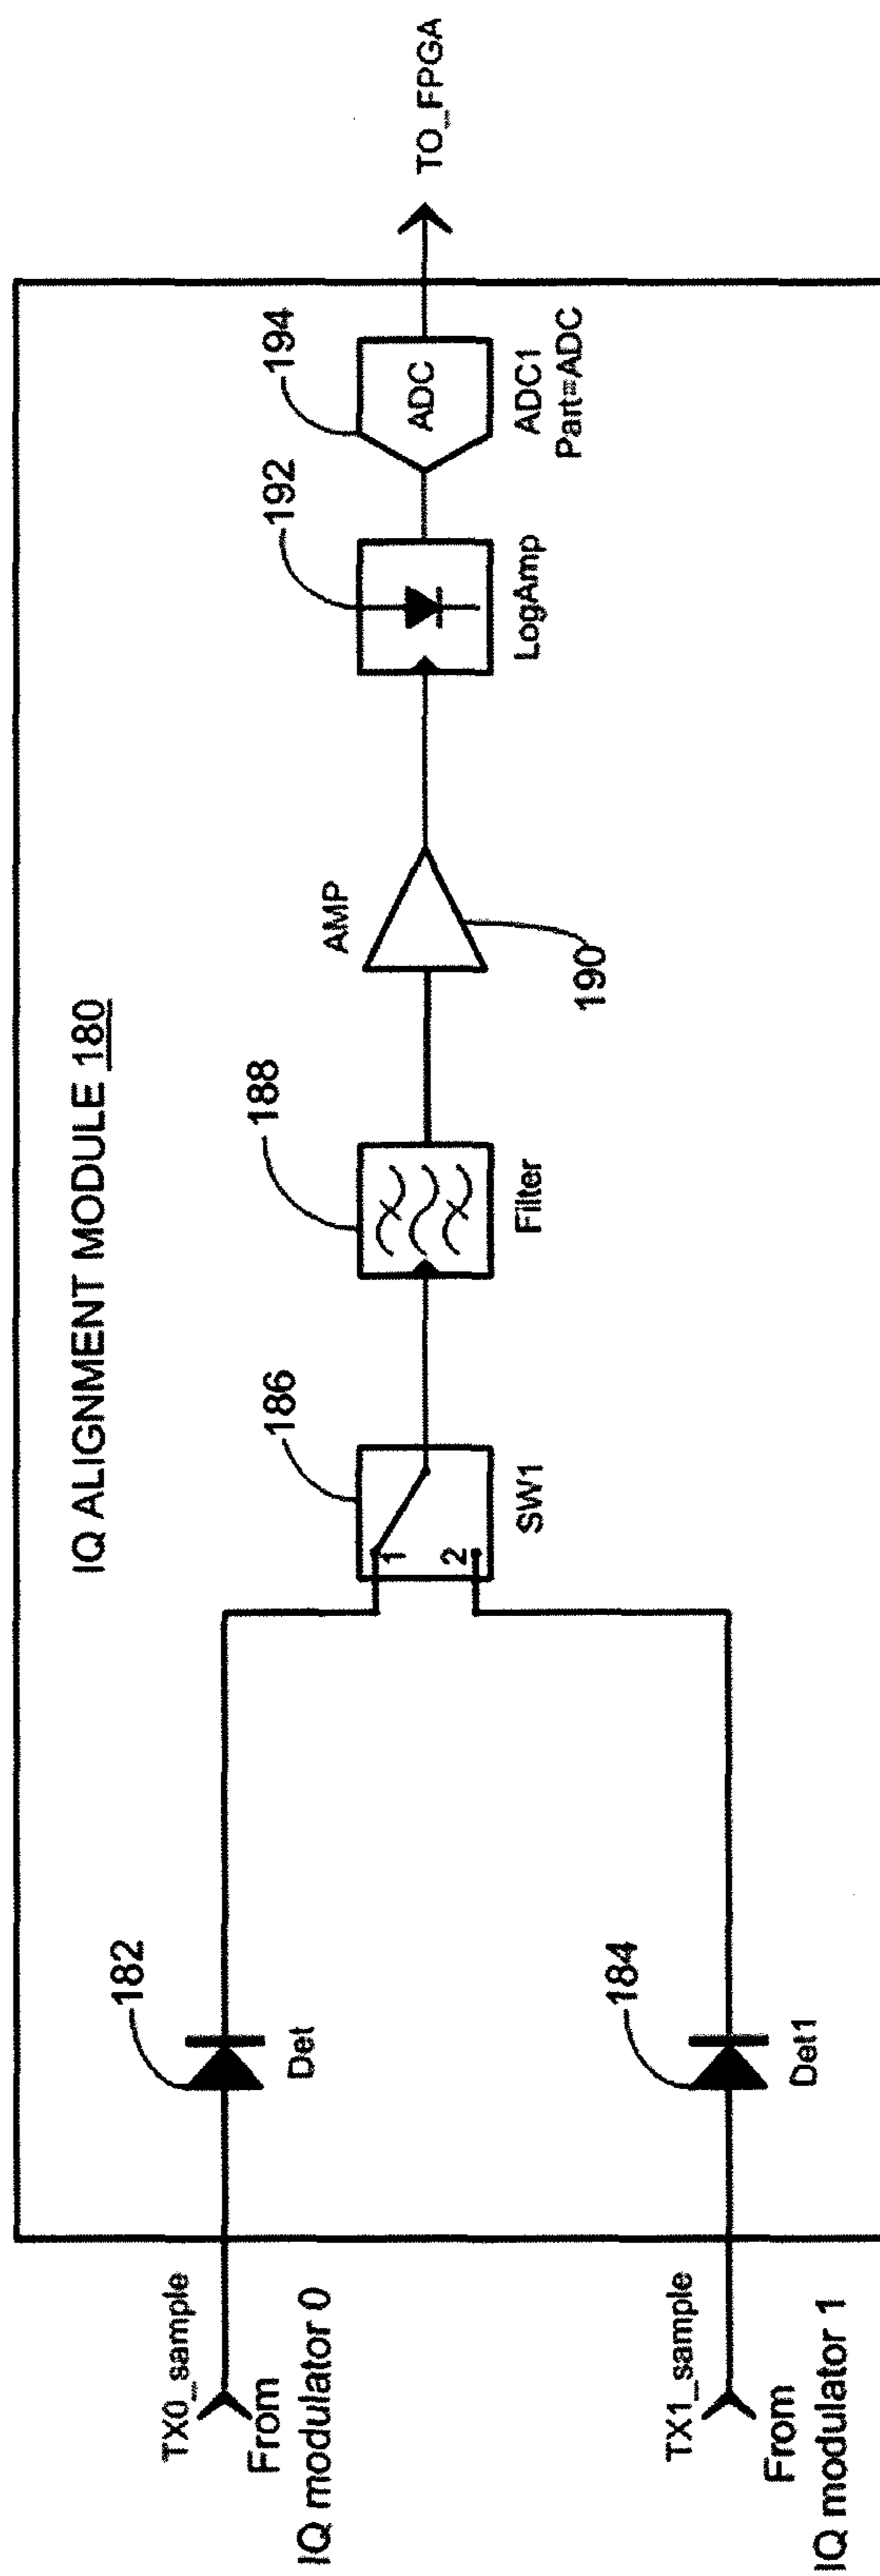 IQ ALIGNMENT MODULE 180
TX0_sample
From
IQ modulator 0
182
Det
TX1_sample
From
IQ modulator 1
184
Det1
186
1
2
SW1
188
Filter
AMP
190
192
LogAmp
194
ADC
ADC1
Part=ADC
TO_FPGA